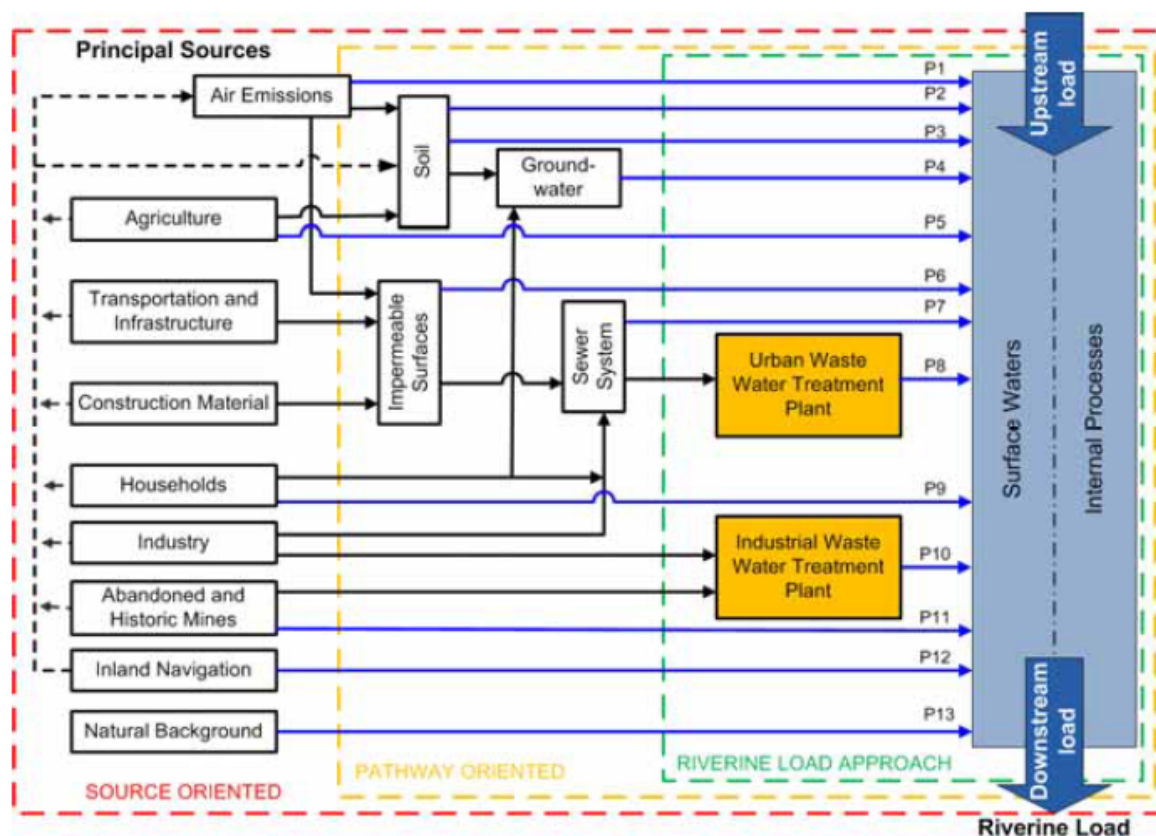 Principal Sources
Air Emissions
Agriculture
Transportation and
Infrastructure
Construction Material
Households
Industry
Abandoned and
Historic Mines
Inland Navigation
Natural Background
SOURCE ORIENTED
Soil
Ground-
water
Impermeable
Surfaces
Sewer
System
PATHWAY ORIENTED
Urban Waste
Water Treatment
Plant
Industrial Waste
Water Treatment
Plant
RIVERINE LOAD APPROACH
P1
P2
P3
P4
P5
P6
P7
P8
P9
P10
P11
P12
P13
Upstream
load
Surface Waters
Internal Processes
Downstream
load
Riverine Load